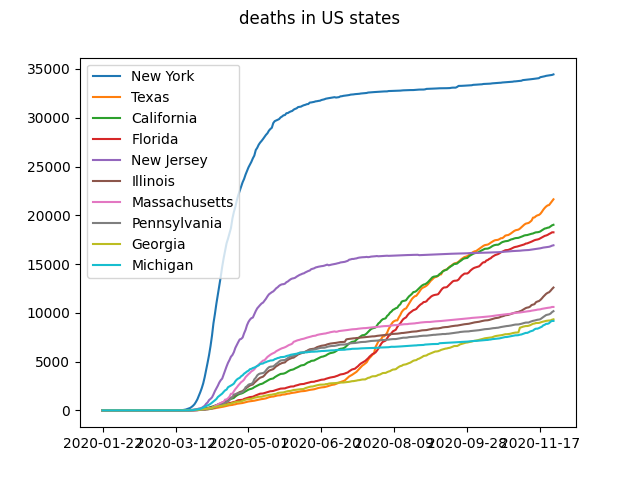 deaths in US states
35000
30000
25000
20000
15000
10000
5000
0
New York
Texas
California
Florida
New Jersey
Illinois
Massachusetts
Pennsylvania
Georgia
Michigan
2020-01-22 2020-03-12 2020-05-01 2020-06-20 2020-08-09 2020-09-28 2020-11-17